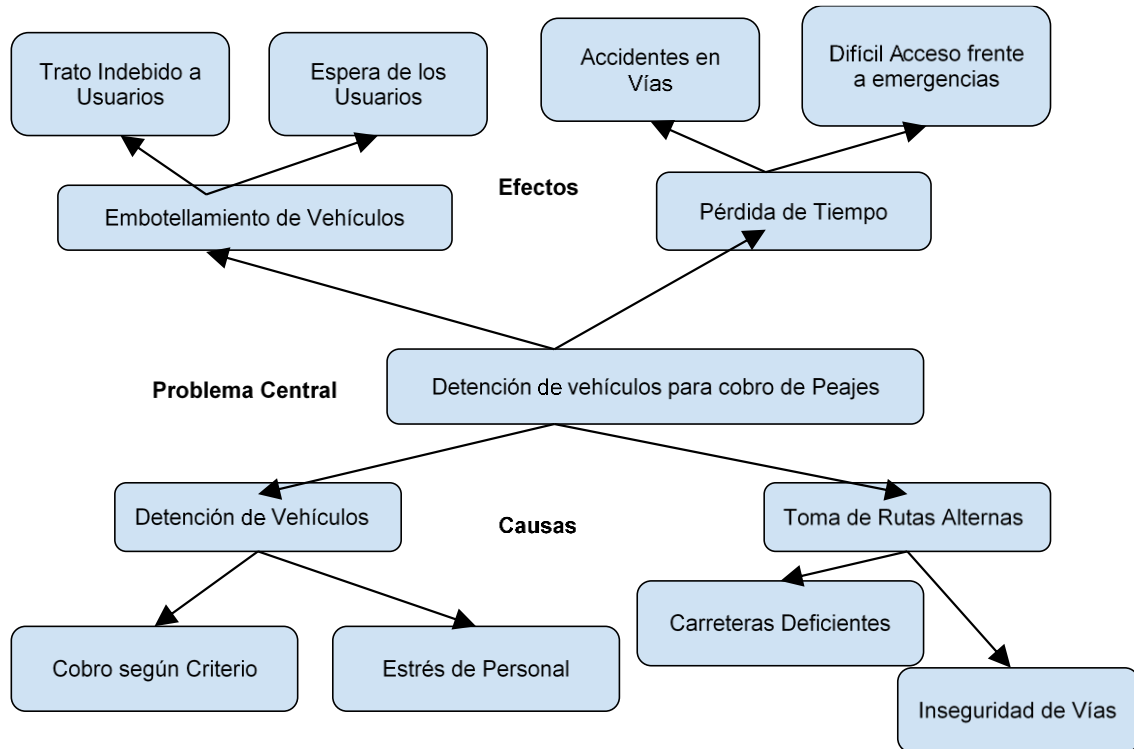 Trato Indebido a
Usuarios
Espera de los
Usuarios
Accidentes en
Vías
Difícil Acceso frente
a emergencias
Efectos
Embotellamiento de Vehículos
Pérdida de Tiempo
Problema Central
Detención de vehículos para cobro de Peajes
Detención de Vehículos
Causas
Toma de Rutas Alternas
Cobro según Criterio
Estrés de Personal
Carreteras Deficientes
Inseguridad de Vías